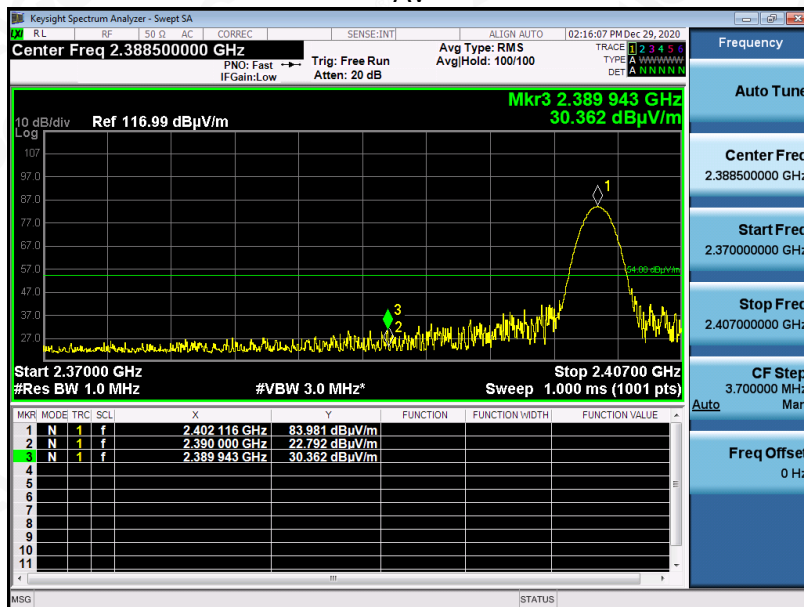 Keysight Spectrum Analyzer - Swept SA
RL RF 50 Ω AC CORREC SENSE:INT ALIGN AUTO 02:16:07 PM Dec 29, 2020
Center Freq 2.388500000 GHz
PNO: Fast
IFGain:Low
Trig: Free Run
Atten: 20 dB
Avg Type: RMS
Avg|Hold: 100/100
TRACE 1 2 3 4 5 6
TYPE A WWWWW
DET A N N N N N
Mkr3 2.389 943 GHz
30.362 dBµV/m
10 dB/div Ref 116.99 dBµV/m
Log
107
97.0
87.0
77.0
67.0
57.0
47.0
37.0
27.0
1
54.00 dBµV/m
3
2
Start 2.37000 GHz Stop 2.40700 GHz
#Res BW 1.0 MHz #VBW 3.0 MHz* Sweep 1.000 ms (1001 pts)
MKR MODE TRC SCL X Y FUNCTION FUNCTION WIDTH FUNCTION VALUE
1 N 1 f 2.402 116 GHz 83.981 dBµV/m
2 N 1 f 2.390 000 GHz 22.792 dBµV/m
3 N 1 f 2.389 943 GHz 30.362 dBµV/m
4
5
6
7
8
9
10
11
MSG STATUS
Frequency
Auto Tune
Center Freq
2.388500000 GHz
Start Freq
2.370000000 GHz
Stop Freq
2.407000000 GHz
CF Step
3.700000 MHz
Auto Man
Freq Offset
0 Hz